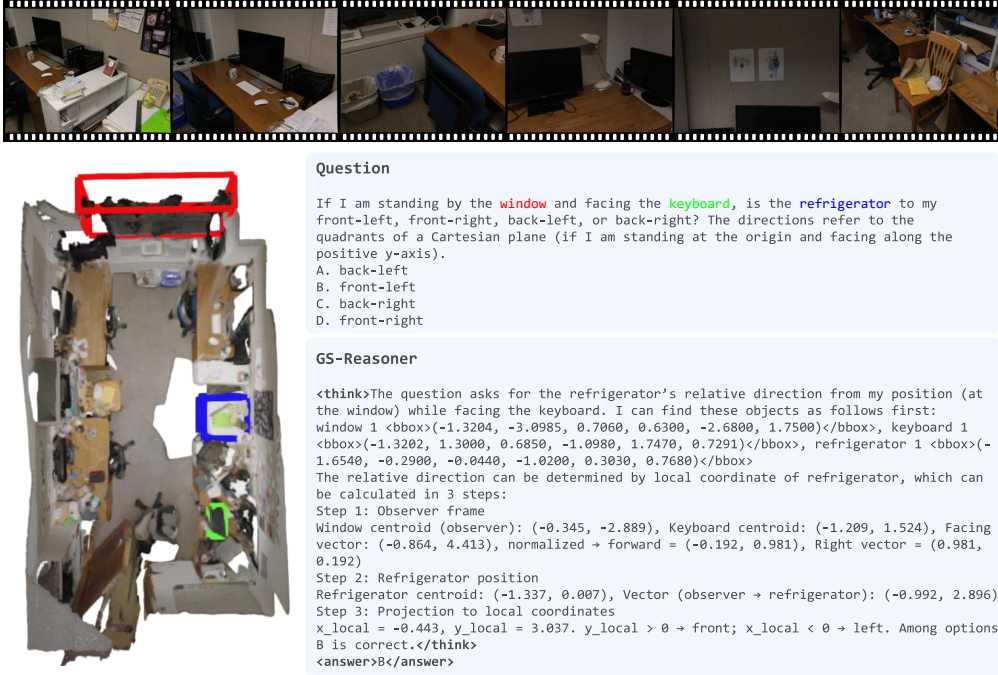 Question
If I am standing by the window and facing the keyboard, is the refrigerator to my
front-left, front-right, back-left, or back-right? The directions refer to the
quadrants of a Cartesian plane (if I am standing at the origin and facing along the
positive y-axis).
A. back-left
B. front-left
C. back-right
D. front-right
GS-Reasoner
<think>The question asks for the refrigerator's relative direction from my position (at
the window) while facing the keyboard. I can find these objects as follows first:
window 1 <bbox>(-1.3204, -3.0985, 0.7060, 0.6300, -2.6800, 1.7500)</bbox>, keyboard 1
<bbox>(-1.3202, 1.3000, 0.6850, -1.0980, 1.7470, 0.7291)</bbox>, refrigerator 1 <bbox>(-
1.6540, -0.2900, -0.0440, -1.0200, 0.3030, 0.7680)</bbox>
The relative direction can be determined by local coordinate of refrigerator, which can
be calculated in 3 steps:
Step 1: Observer frame
Window centroid (observer): (-0.345, -2.889), Keyboard centroid: (-1.209, 1.524), Facing
vector: (-0.864, 4.413), normalized → forward = (-0.192, 0.981), Right vector = (0.981,
0.192)
Step 2: Refrigerator position
Refrigerator centroid: (-1.337, 0.007), Vector (observer → refrigerator): (-0.992, 2.896)
Step 3: Projection to local coordinates
x_local = -0.443, y_local = 3.037. y_local > 0 → front; x_local < 0 → left. Among options
B is correct.</think>
<answer>B</answer>